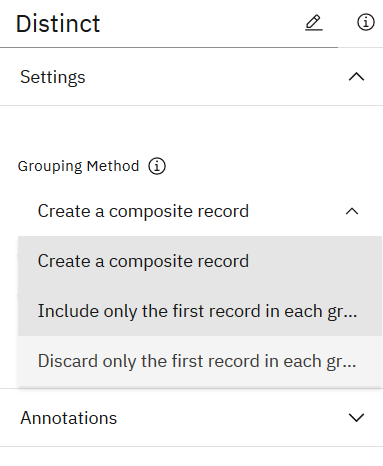 Distinct
Settings
Grouping Method
Create a composite record
Create a composite record
Include only the first record in each gr...
Discard only the first record in each gr...
Annotations